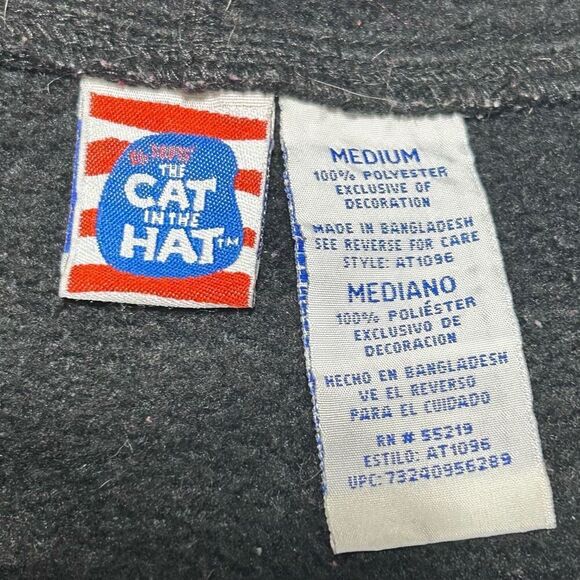 Dr. Seuss'
THE
CAT
IN THE
HAT™
MEDIUM
100% POLYESTER
EXCLUSIVE OF
DECORATION
MADE IN BANGLADESH
SEE REVERSE FOR CARE
STYLE: AT1096
MEDIANO
100% POLIÉSTER
EXCLUSIVO DE
DECORACION
HECHO EN BANGLADESH
VE EL REVERSO
PARA EL CUIDADO
RN # 55219
ESTILO: AT1096
UPC: 73240956289